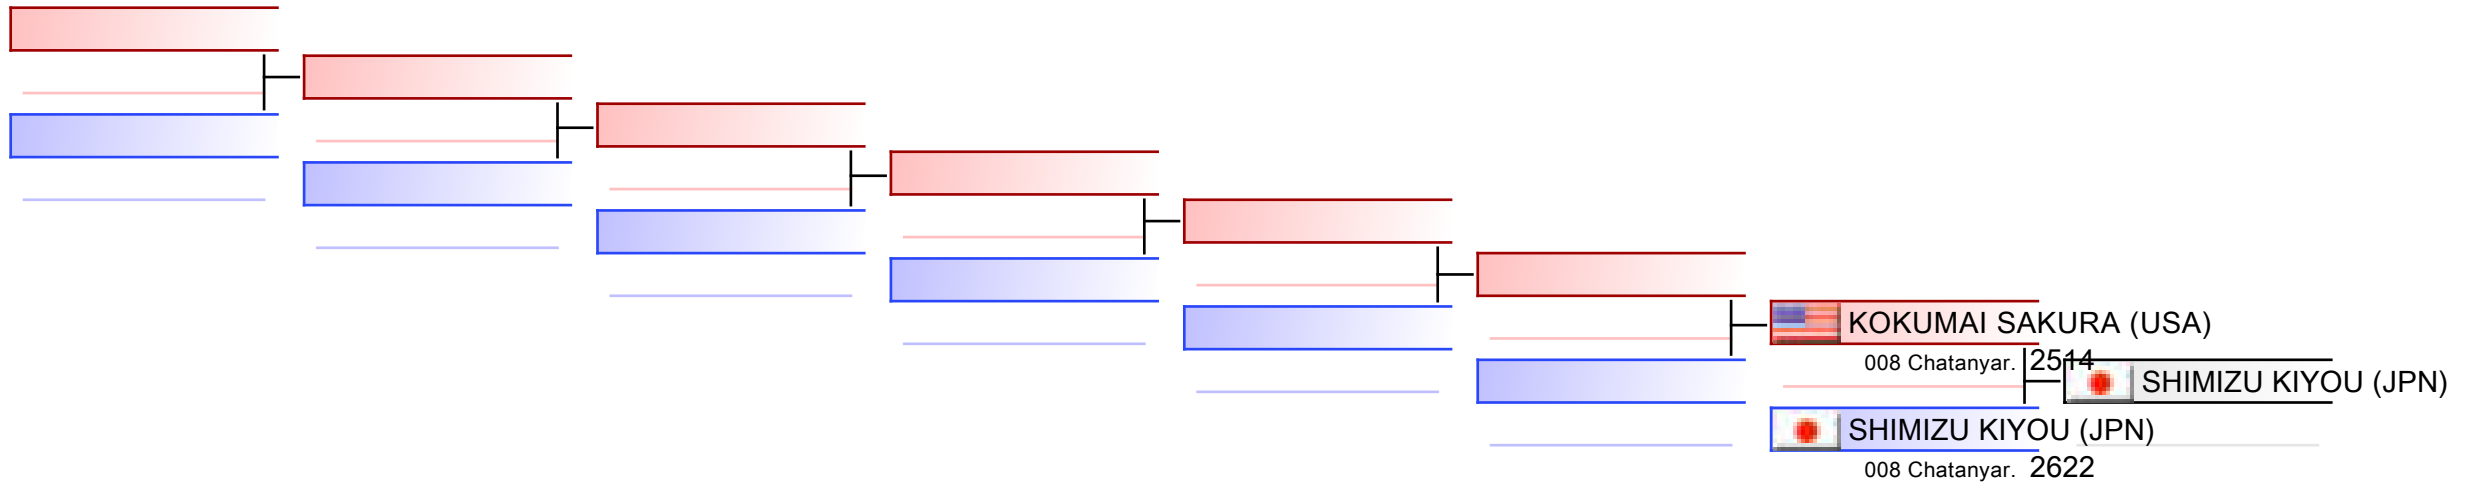 KOKUMAI SAKURA (USA)
008 Chatanyar. 2514
SHIMIZU KIYOU (JPN)
SHIMIZU KIYOU (JPN)
008 Chatanyar. 2622